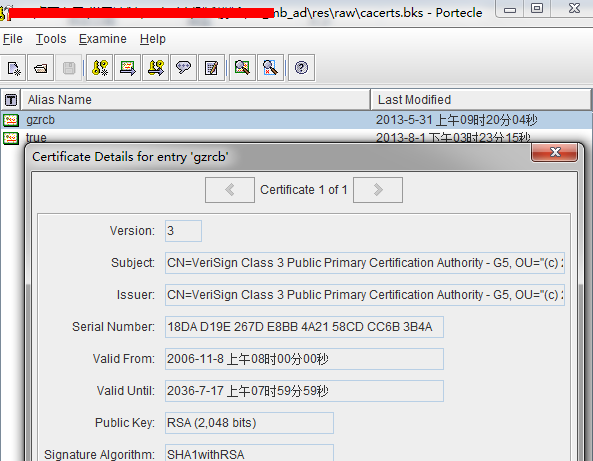 _mb_ad\res\raw\cacerts.bks - Portecle
File Tools Examine Help
Alias Name Last Modified
gzrcb 2013-5-31 上午09时20分04秒
true 2013-8-1 下午03时23分15秒
Certificate Details for entry 'gzrcb'
Certificate 1 of 1
Version: 3
Subject: CN=VeriSign Class 3 Public Primary Certification Authority - G5, OU="(c)
Issuer: CN=VeriSign Class 3 Public Primary Certification Authority - G5, OU="(c)
Serial Number: 18DA D19E 267D E8BB 4A21 58CD CC6B 3B4A
Valid From: 2006-11-8 上午08时00分00秒
Valid Until: 2036-7-17 上午07时59分59秒
Public Key: RSA (2,048 bits)
Signature Algorithm: SHA1withRSA